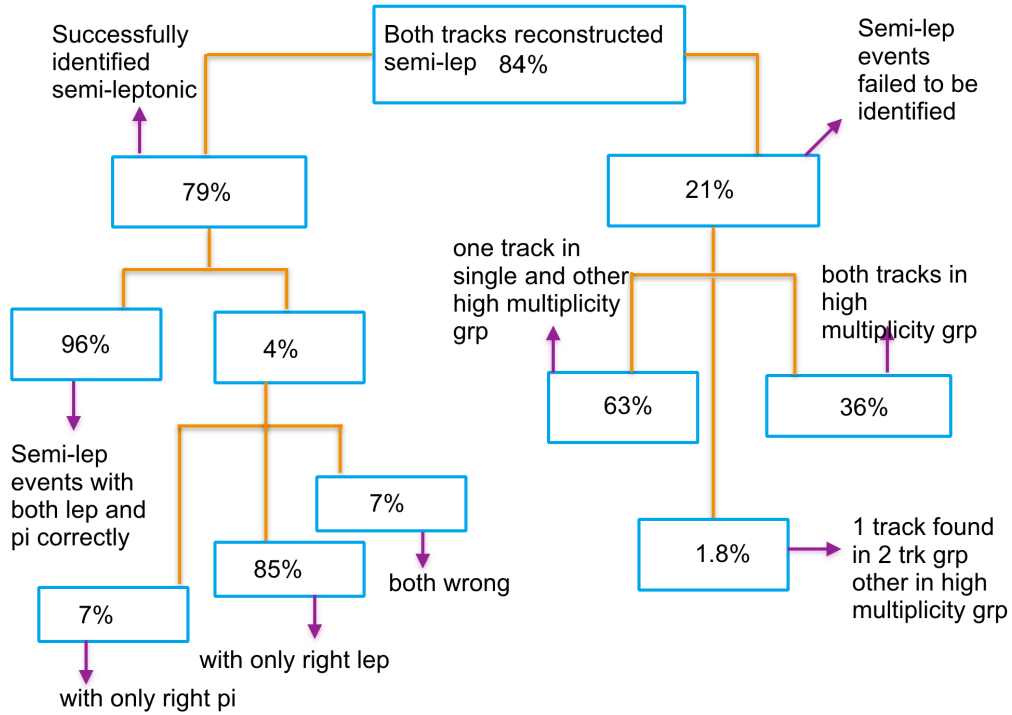 Successfully
identified
semi-leptonic
Both tracks reconstructed
semi-lep 84%
Semi-lep
events
failed to be
identified
79%
21%
one track in
single and other
high multiplicity
grp
both tracks in
high
multiplicity grp
96%
4%
63%
36%
Semi-lep
events with
both lep and
pi correctly
7%
both wrong
85%
with only right lep
7%
with only right pi
1.8%
1 track found
in 2 trk grp
other in high
multiplicity grp